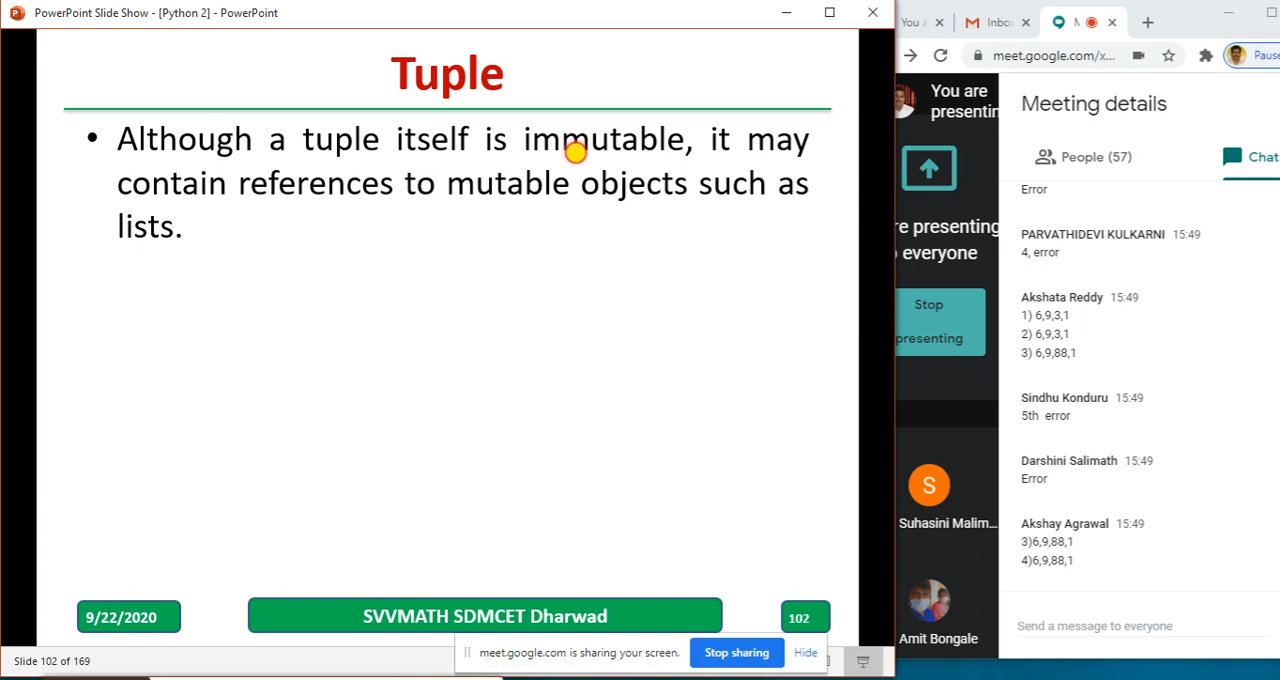 PowerPoint Slide Show - [Python 2] - PowerPoint
Tuple
• Although a tuple itself is immutable, it may
contain references to mutable objects such as
lists.
9/22/2020
SVVMATH SDMCET Dharwad
102
meet.google.com is sharing your screen.
Stop sharing
Hide
Slide 102 of 169
Inbo
M
meet.google.com/x...
Pause
You are
presentin
re presenting
everyone
Stop
presenting
S
Suhasini Malim...
Amit Bongale
Meeting details
People (57)
Chat
Error
PARVATHIDEVI KULKARNI 15:49
4, error
Akshata Reddy 15:49
1) 6,9,3,1
2) 6,9,3,1
3) 6,9,88,1
Sindhu Konduru 15:49
5th error
Darshini Salimath 15:49
Error
Akshay Agrawal 15:49
3)6,9,88,1
4)6,9,88,1
Send a message to everyone